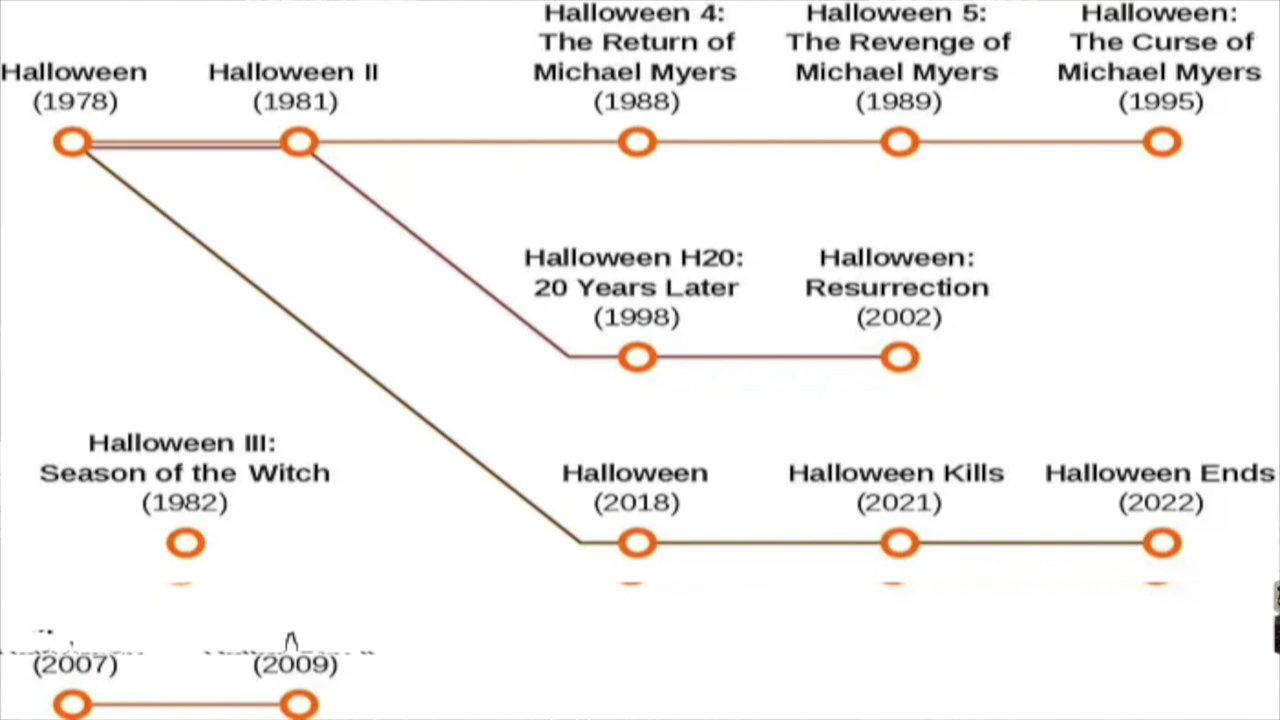 Halloween
(1978)
Halloween II
(1981)
Halloween 4:
The Return of
Michael Myers
(1988)
Halloween 5:
The Revenge of
Michael Myers
(1989)
Halloween:
The Curse of
Michael Myers
(1995)
Halloween H20:
20 Years Later
(1998)
Halloween:
Resurrection
(2002)
Halloween III:
Season of the Witch
(1982)
Halloween
(2018)
Halloween Kills
(2021)
Halloween Ends
(2022)
(2007)
(2009)